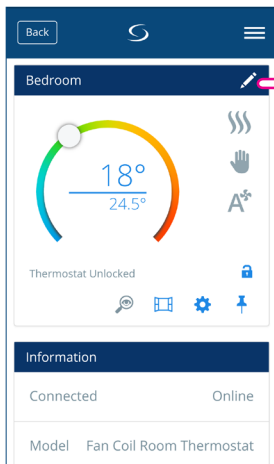 Back
Bedroom
18°
24.5°
A
Thermostat Unlocked
Information
Connected Online
Model Fan Coil Room Thermostat